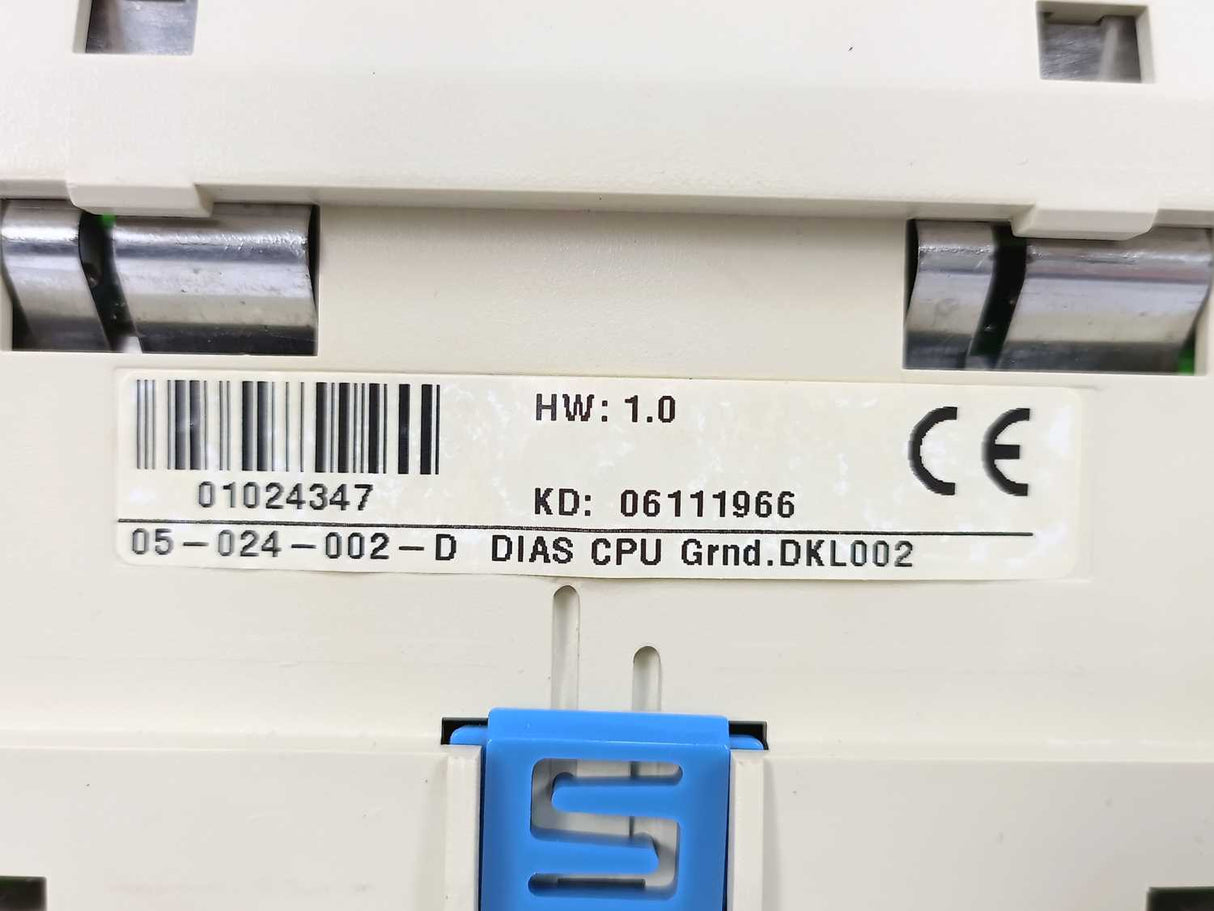 HW: 1.0
CE
01024347
KD: 06111966
05-024-002-D DIAS CPU Grnd.DKL002